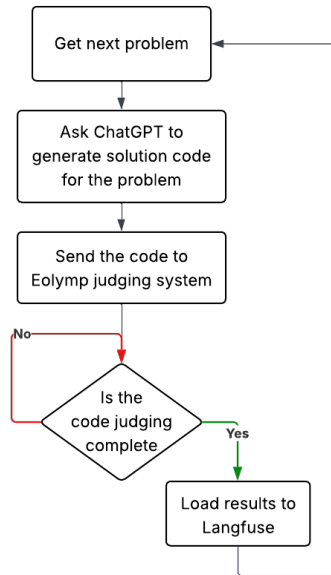 Get next problem
Ask ChatGPT to
generate solution code
for the problem
Send the code to
Eolymp judging system
No
Is the
code judging
complete
Yes
Load results to
Langfuse